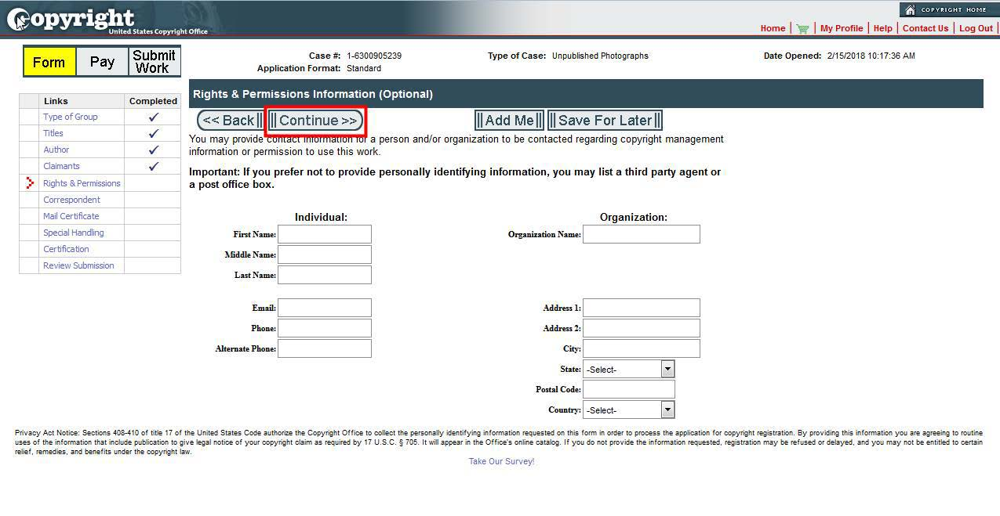 Copyright
United States Copyright Office
COPYRIGHT HOME
Home | My Profile | Help | Contact Us | Log Out |
Form Pay Submit Work
Case #: 1-6300905239 Type of Case: Unpublished Photographs Date Opened: 2/15/2018 10:17:36 AM
Application Format: Standard
Links Completed
Type of Group
Titles
Author
Claimants
Rights & Permissions
Correspondent
Mail Certificate
Special Handling
Certification
Review Submission
Rights & Permissions Information (Optional)
<< Back Continue >> Add Me Save For Later
You may provide contact information for a person and/or organization to be contacted regarding copyright management
information or permission to use this work.
Important: If you prefer not to provide personally identifying information, you may list a third party agent or
a post office box.
Individual: Organization:
First Name: Organization Name:
Middle Name:
Last Name:
Email: Address 1:
Phone: Address 2:
Alternate Phone: City:
State: -Select-
Postal Code:
Country: -Select-
Privacy Act Notice: Sections 408-410 of title 17 of the United States Code authorize the Copyright Office to collect the personally identifying information requested on this form in order to process the application for copyright registration. By providing this information you are agreeing to routine
uses of the information that include publication to give legal notice of your copyright claim as required by 17 U.S.C. § 705. It will appear in the Office's online catalog. If you do not provide the information requested, registration may be refused or delayed, and you may not be entitled to certain
relief, remedies, and benefits under the copyright law.
Take Our Survey!